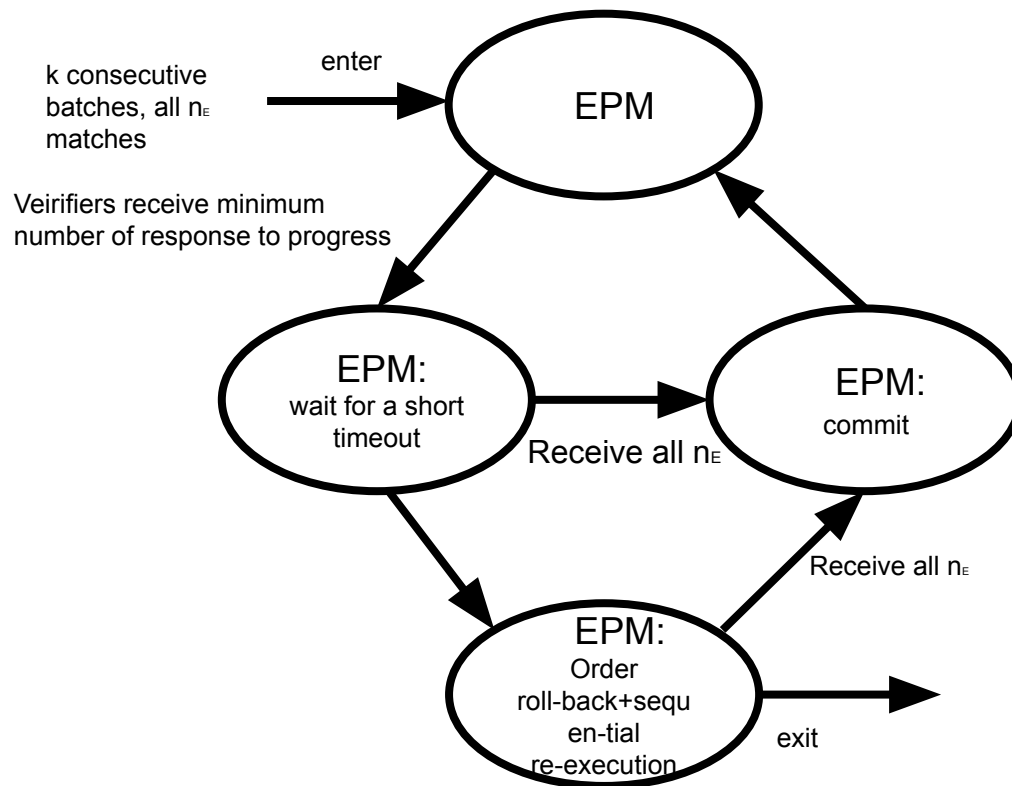 enter
k consecutive
batches, all nE
matches
EPM
Veirifiers receive minimum
number of response to progress
EPM:
wait for a short
timeout
Receive all nE
EPM:
commit
Receive all nE
EPM:
Order
roll-back+sequ
en-tial
re-execution
exit